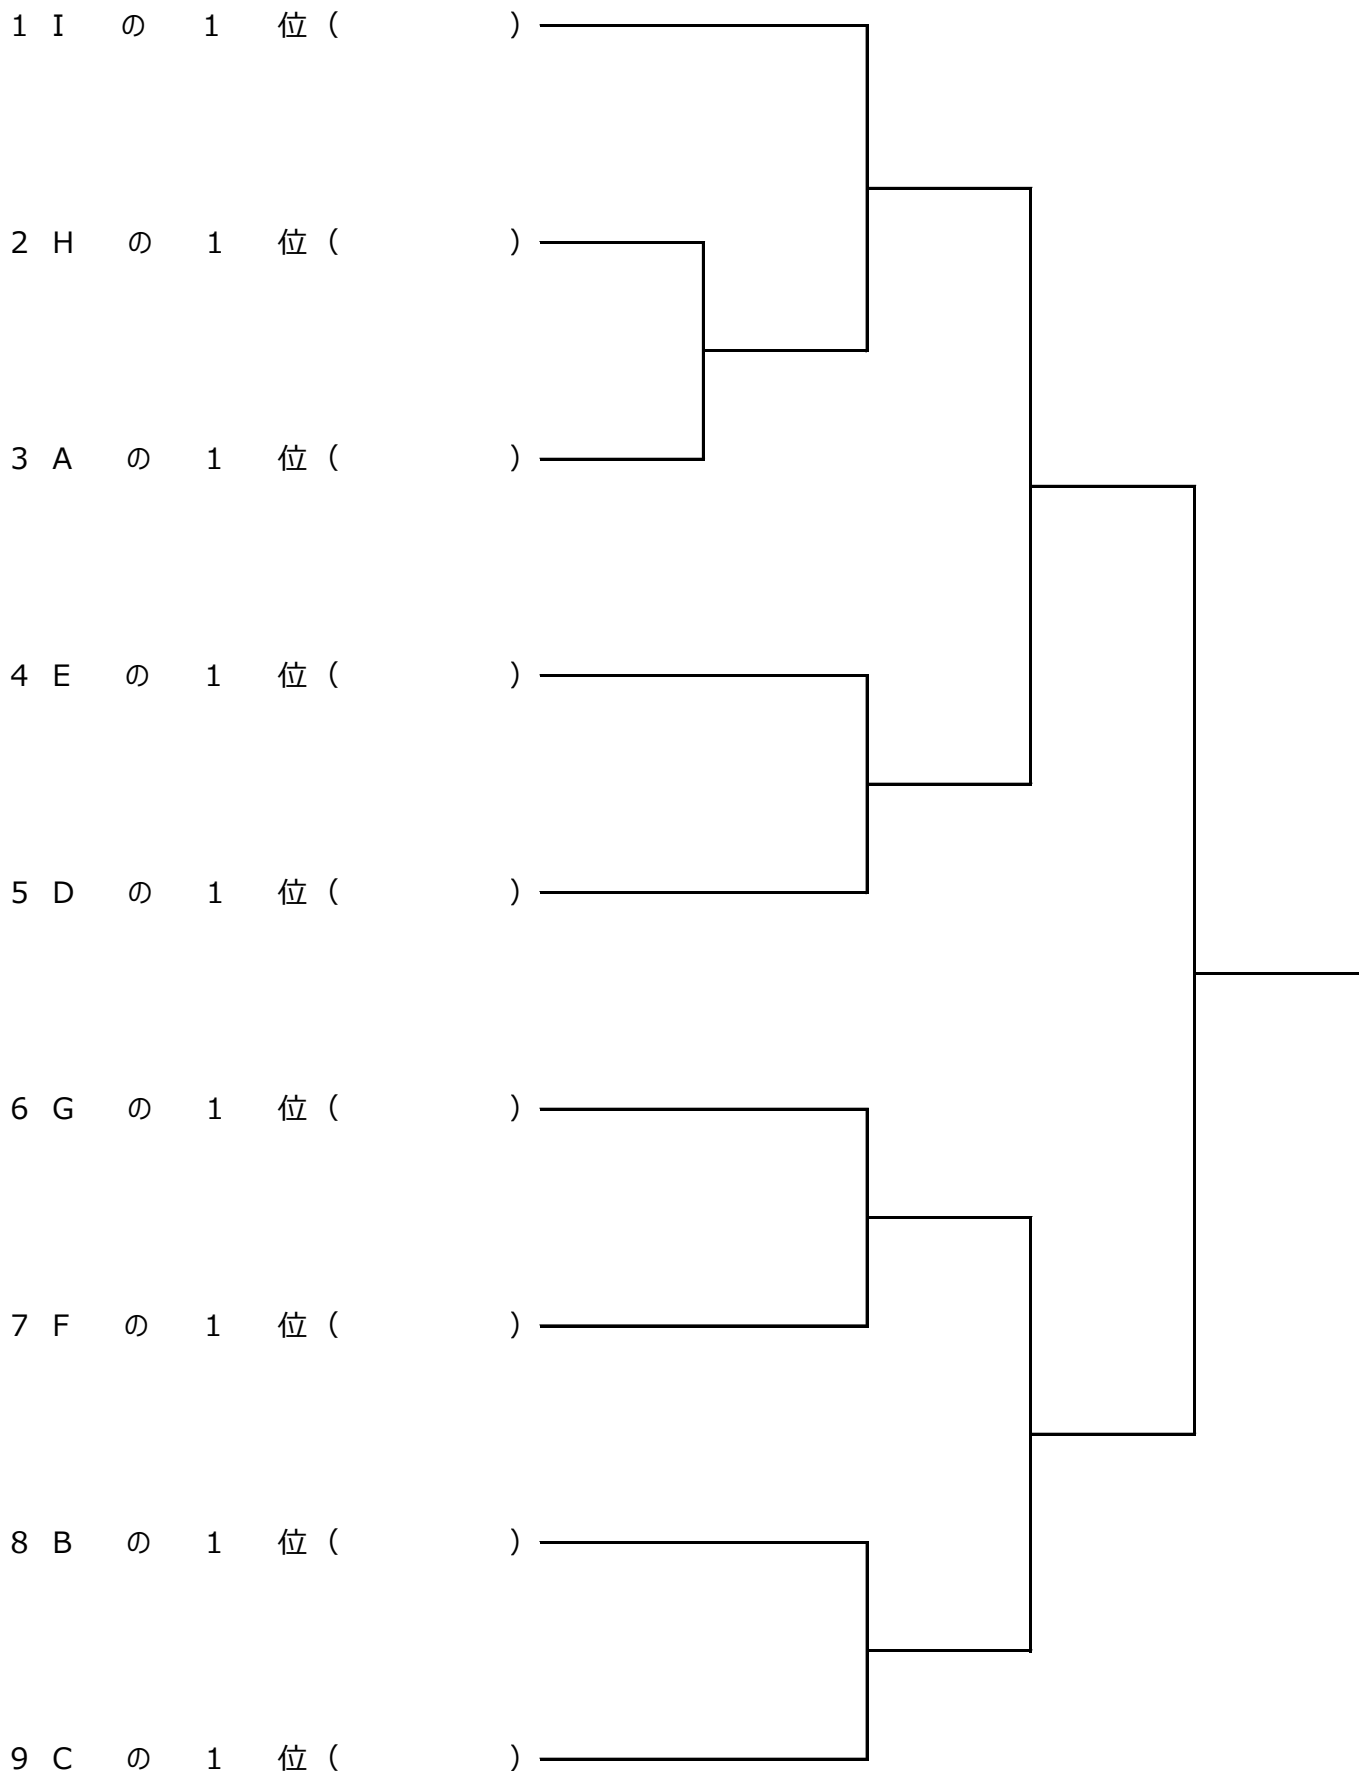 1 I の 1 位 ( )
2 H の 1 位 ( )
3 A の 1 位 ( )
4 E の 1 位 ( )
5 D の 1 位 ( )
6 G の 1 位 ( )
7 F の 1 位 ( )
8 B の 1 位 ( )
9 C の 1 位 ( )